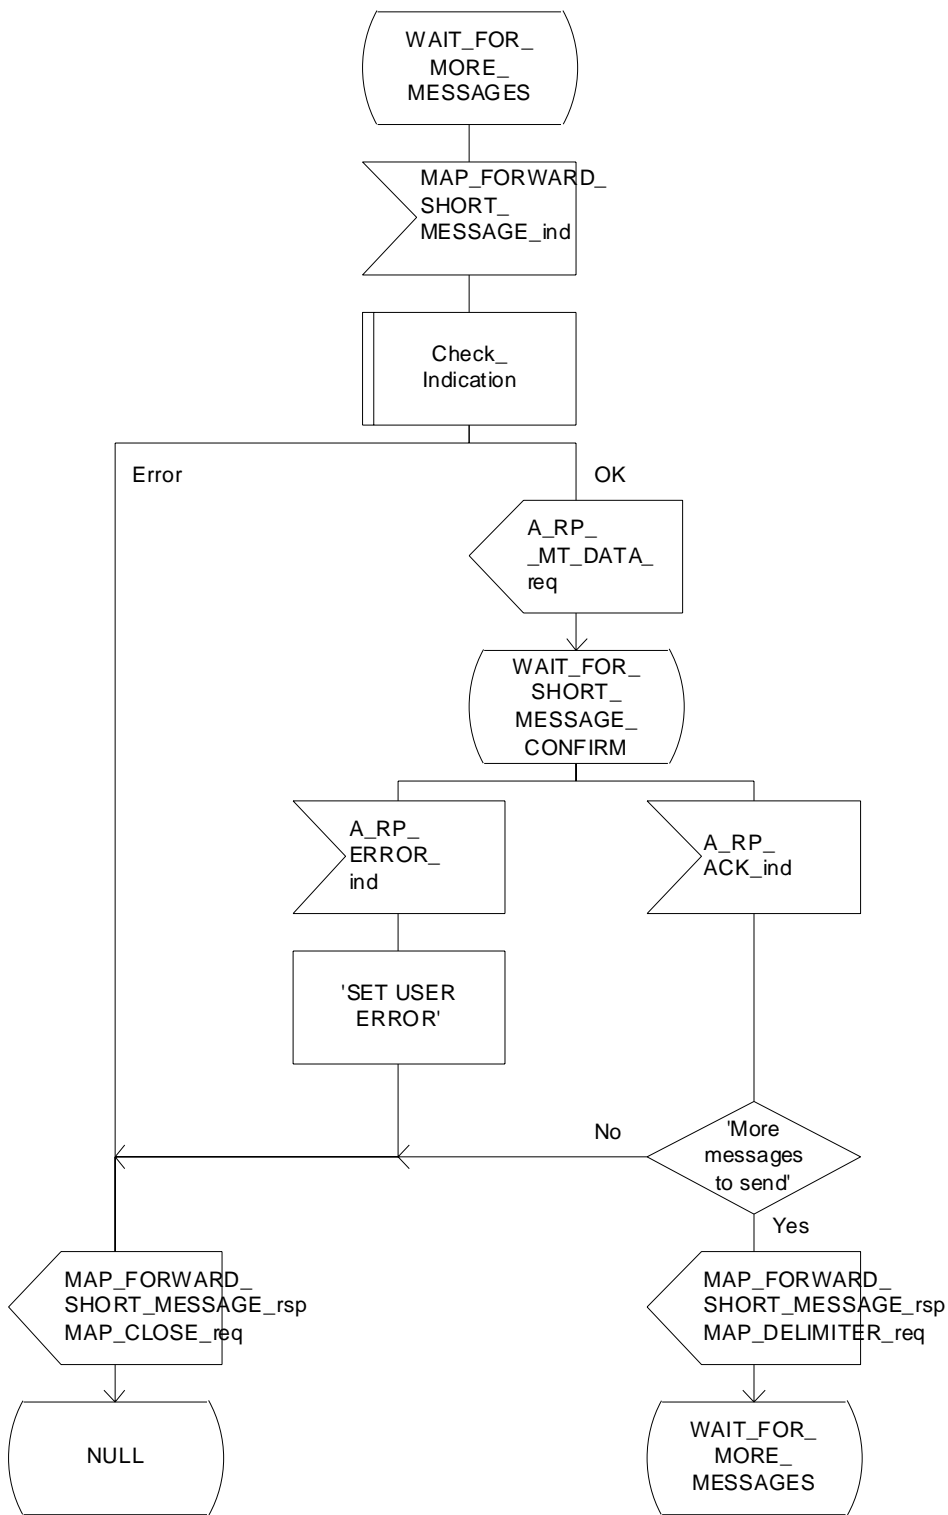 WAIT_FOR_
MORE_
MESSAGES
MAP_FORWARD_
SHORT_
MESSAGE_ind
Check_
Indication
Error
OK
A_RP_
_MT_DATA_
req
WAIT_FOR_
SHORT_
MESSAGE_
CONFIRM
A_RP_
ERROR_
ind
A_RP_
ACK_ind
'SET USER
ERROR'
No
'More
messages
to send'
Yes
MAP_FORWARD_
SHORT_MESSAGE_rsp
MAP_CLOSE_req
MAP_FORWARD_
SHORT_MESSAGE_rsp
MAP_DELIMITER_req
NULL
WAIT_FOR_
MORE_
MESSAGES